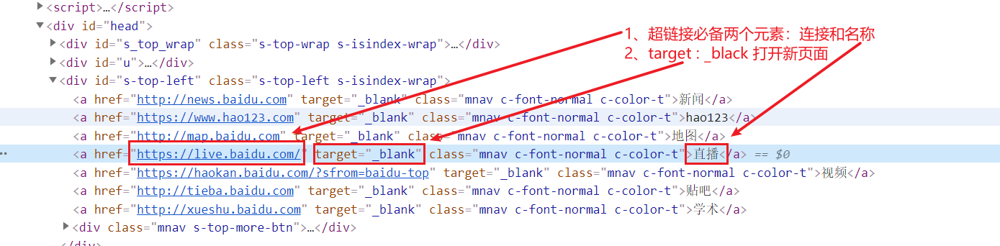 ▶<script>…</script>
▼<div id="head">
▶<div id="s_top_wrap" class="s-top-wrap s-isindex-wrap">…</div>
▶<div id="u">…</div>
▼<div id="s-top-left" class="s-top-left s-isindex-wrap">
<a href="http://news.baidu.com" target="_blank" class="mnav c-font-normal c-color-t">新闻</a>
<a href="https://www.hao123.com" target="_blank" class="mnav c-font-normal c-color-t">hao123</a>
<a href="http://map.baidu.com" target="_blank" class="mnav c-font-normal c-color-t">地图</a>
<a href="https://live.baidu.com/" target="_blank" class="mnav c-font-normal c-color-t">直播</a> == $0
<a href="https://haokan.baidu.com/?sfrom=baidu-top" target="_blank" class="mnav c-font-normal c-color-t">视频</a>
<a href="http://tieba.baidu.com" target="_blank" class="mnav c-font-normal c-color-t">贴吧</a>
<a href="http://xueshu.baidu.com" target="_blank" class="mnav c-font-normal c-color-t">学术</a>
▶<div class="mnav s-top-more-btn">…</div>
</div>
1、超链接必备两个元素：连接和名称
2、target : _black 打开新页面